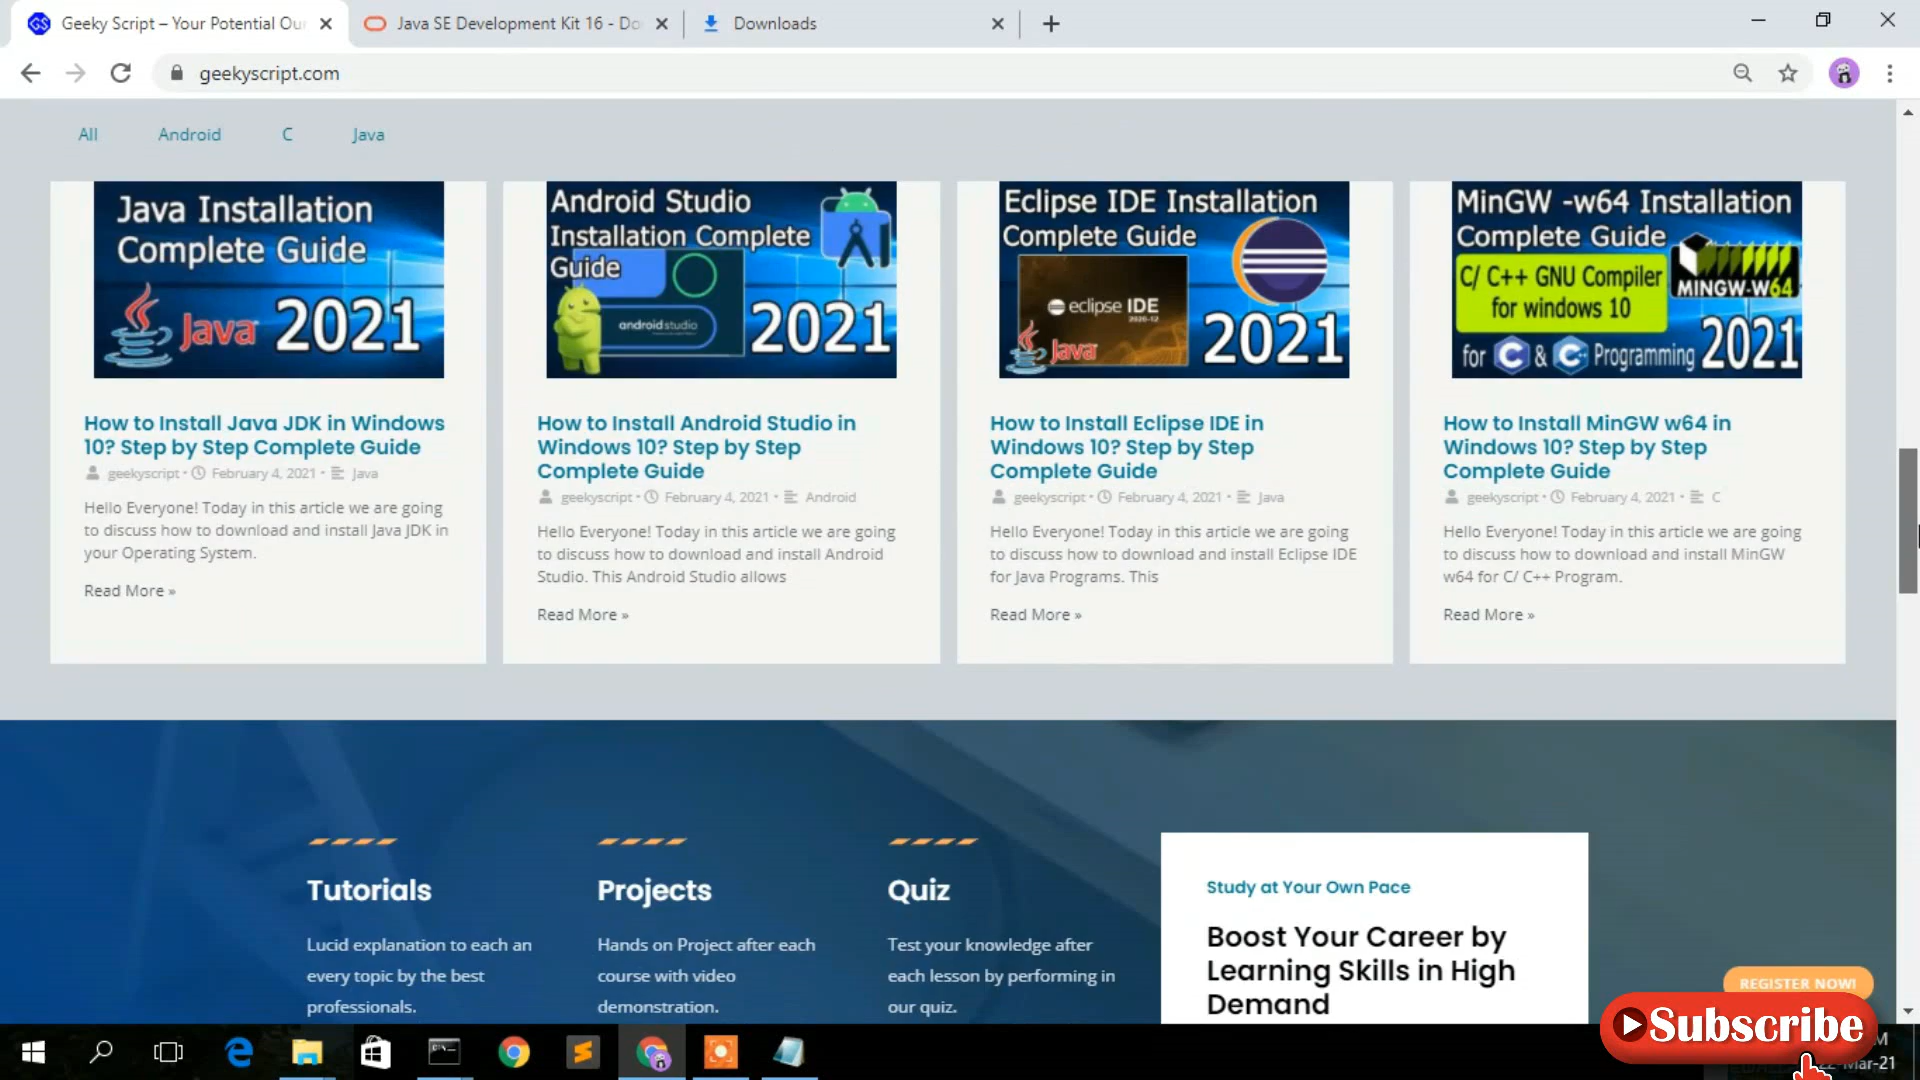 Geeky Script – Your Potential Our
Java SE Development Kit 16 - Do
Downloads
geekyscript.com
All
Android
C
Java
Java Installation
Complete Guide
Java 2021
Android Studio
Installation Complete
Guide
androidstudio
2021
Eclipse IDE Installation
Complete Guide
eclipse IDE
2020-12
Java
2021
MinGW -w64 Installation
Complete Guide
C/ C++ GNU Compiler
for windows 10
MINGW-W64
for C & C++ Programming 2021
How to Install Java JDK in Windows
10? Step by Step Complete Guide
geekyscript • February 4, 2021 • Java
Hello Everyone! Today in this article we are going
to discuss how to download and install Java JDK in
your Operating System.
Read More »
How to Install Android Studio in
Windows 10? Step by Step
Complete Guide
geekyscript • February 4, 2021 • Android
Hello Everyone! Today in this article we are going
to discuss how to download and install Android
Studio. This Android Studio allows
Read More »
How to Install Eclipse IDE in
Windows 10? Step by Step
Complete Guide
geekyscript • February 4, 2021 • Java
Hello Everyone! Today in this article we are going
to discuss how to download and install Eclipse IDE
for Java Programs. This
Read More »
How to Install MinGW w64 in
Windows 10? Step by Step
Complete Guide
geekyscript • February 4, 2021 • C
Hello Everyone! Today in this article we are going
to discuss how to download and install MinGW
w64 for C/ C++ Program.
Read More »
Tutorials
Lucid explanation to each an
every topic by the best
professionals.
Projects
Hands on Project after each
course with video
demonstration.
Quiz
Test your knowledge after
each lesson by performing in
our quiz.
Study at Your Own Pace
Boost Your Career by
Learning Skills in High
Demand
REGISTER NOW!
Subscribe
Mar-21